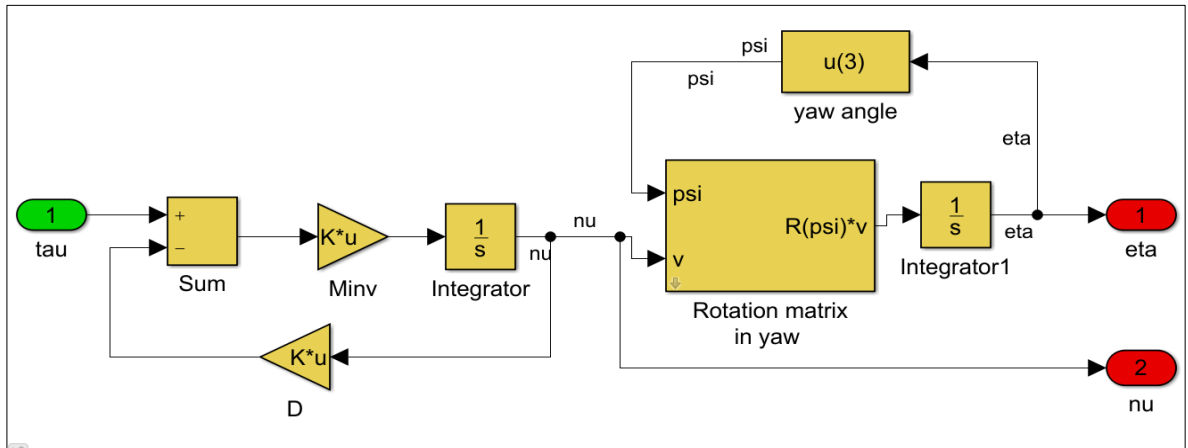 psi
u(3)
psi
yaw angle
eta
psi
1
tau
+
−
Sum
K*u
Minv
1
s
Integrator
nu
nu
R(psi)*v
v
Rotation matrix
in yaw
1
s
Integrator1
eta
1
eta
K*u
D
2
nu